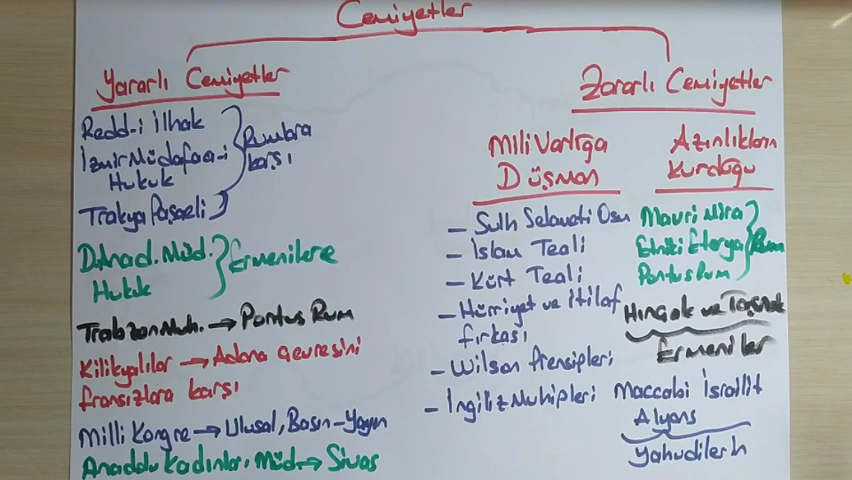 Cemiyetler
Yararlı Cemiyetler
Redd-i İlhak
İzmir Müdafaa-i
Hukuk
Trakya Paşaeli
Rumlara
karşı
D.Anad. Müd.
Hukuk
Ermenilere
Trabzon Muh. → Pontus Rum
Kilikyalılar → Adana çevresini
fransızlara karşı
Milli Kongre → Ulusal, Basın-Yayın
Anadolu Kadınları Müd → Sivas
Zararlı Cemiyetler
Mili Varlığa
Düşman
- Sulh Selameti Osm
- İslam Teali
- Kürt Teali
- Hürriyet ve itilaf
fırkası
- Wilson Prensipleri
- İngiliz Muhipleri
Azınlıkların
Kurduğu
Mavri Mira
Etniki Eterya
Pontus Rum
Rum
Hınçak ve Taşnak
Ermeniler
Maccabi İsrailit
Alyans
Yahudilerin